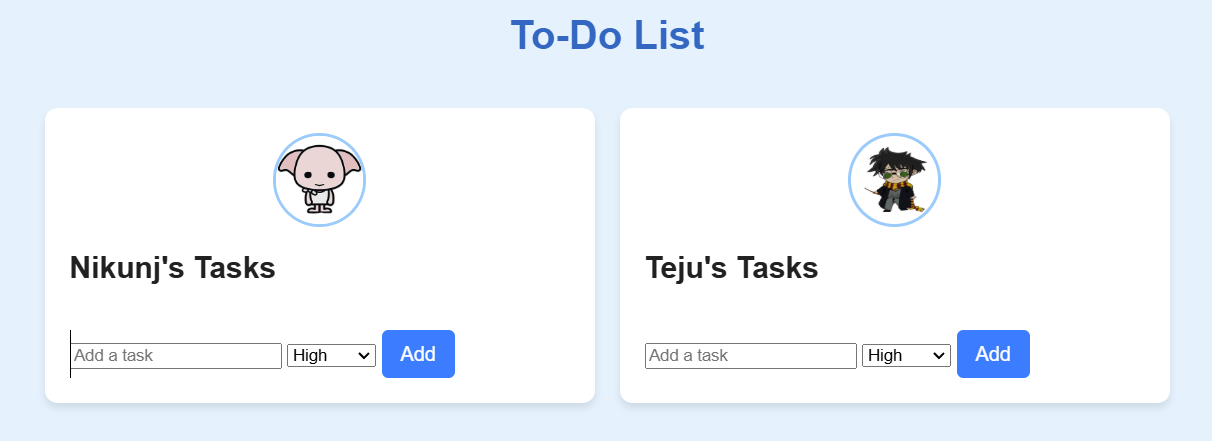 To-Do List
Nikunj's Tasks
Add a task High Add
Teju's Tasks
Add a task High Add